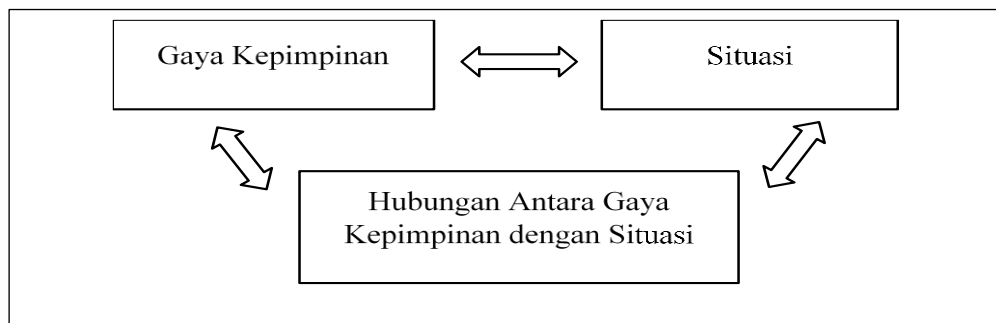 Gaya Kepimpinan
Situasi
Hubungan Antara Gaya
Kepimpinan dengan Situasi